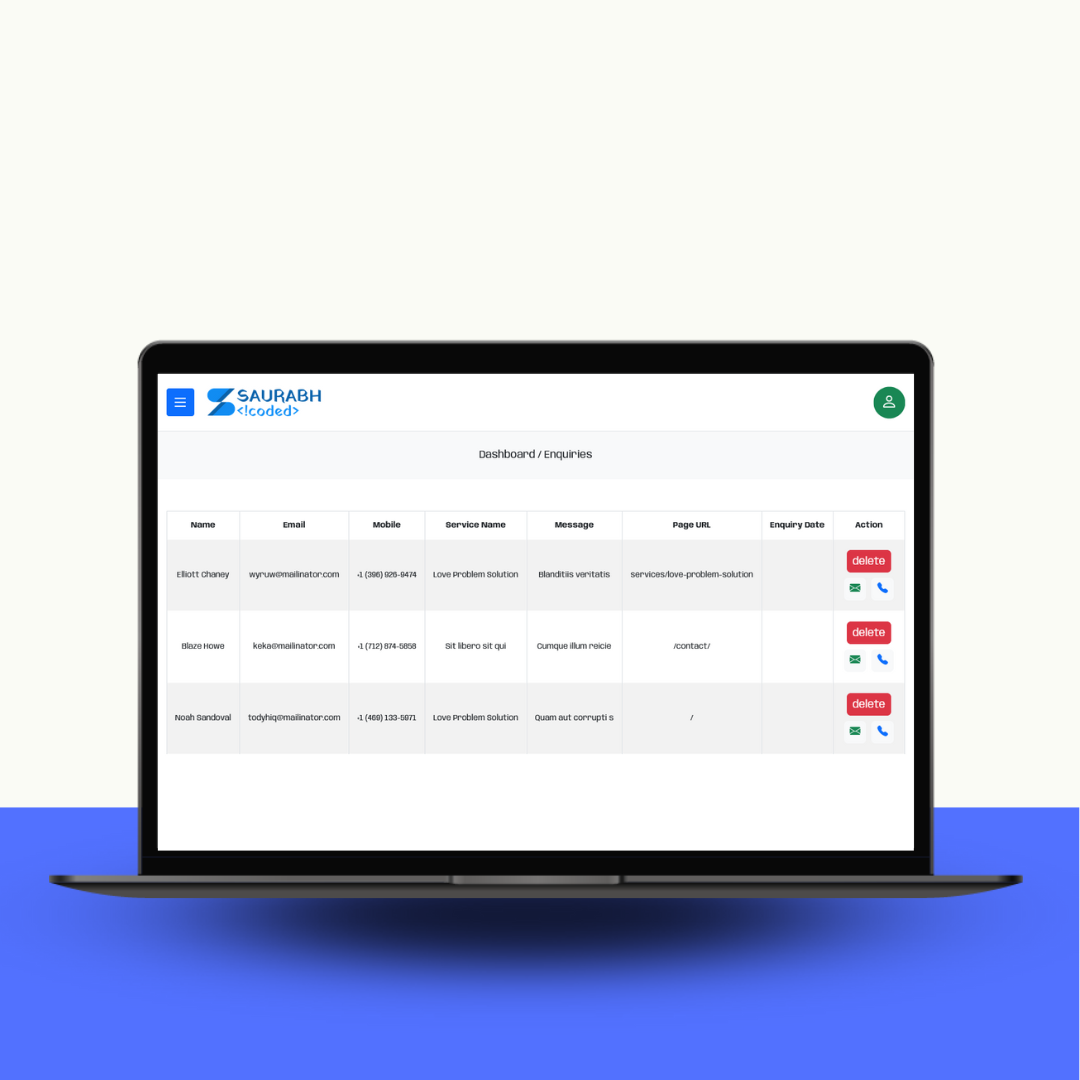 SAURABH
<!coded>
Dashboard / Enquiries
Name Email Mobile Service Name Message Page URL Enquiry Date Action
Elliott Chaney wyruw@mailinator.com +1 (396) 926-9474 Love Problem Solution Blanditiis veritatis services/love-problem-solution delete
Blaze Howe keka@mailinator.com +1 (712) 874-5858 Sit libero sit qui Cumque illum reicie /contact/ delete
Noah Sandoval todyhiq@mailinator.com +1 (469) 133-5971 Love Problem Solution Quam aut corrupti s / delete